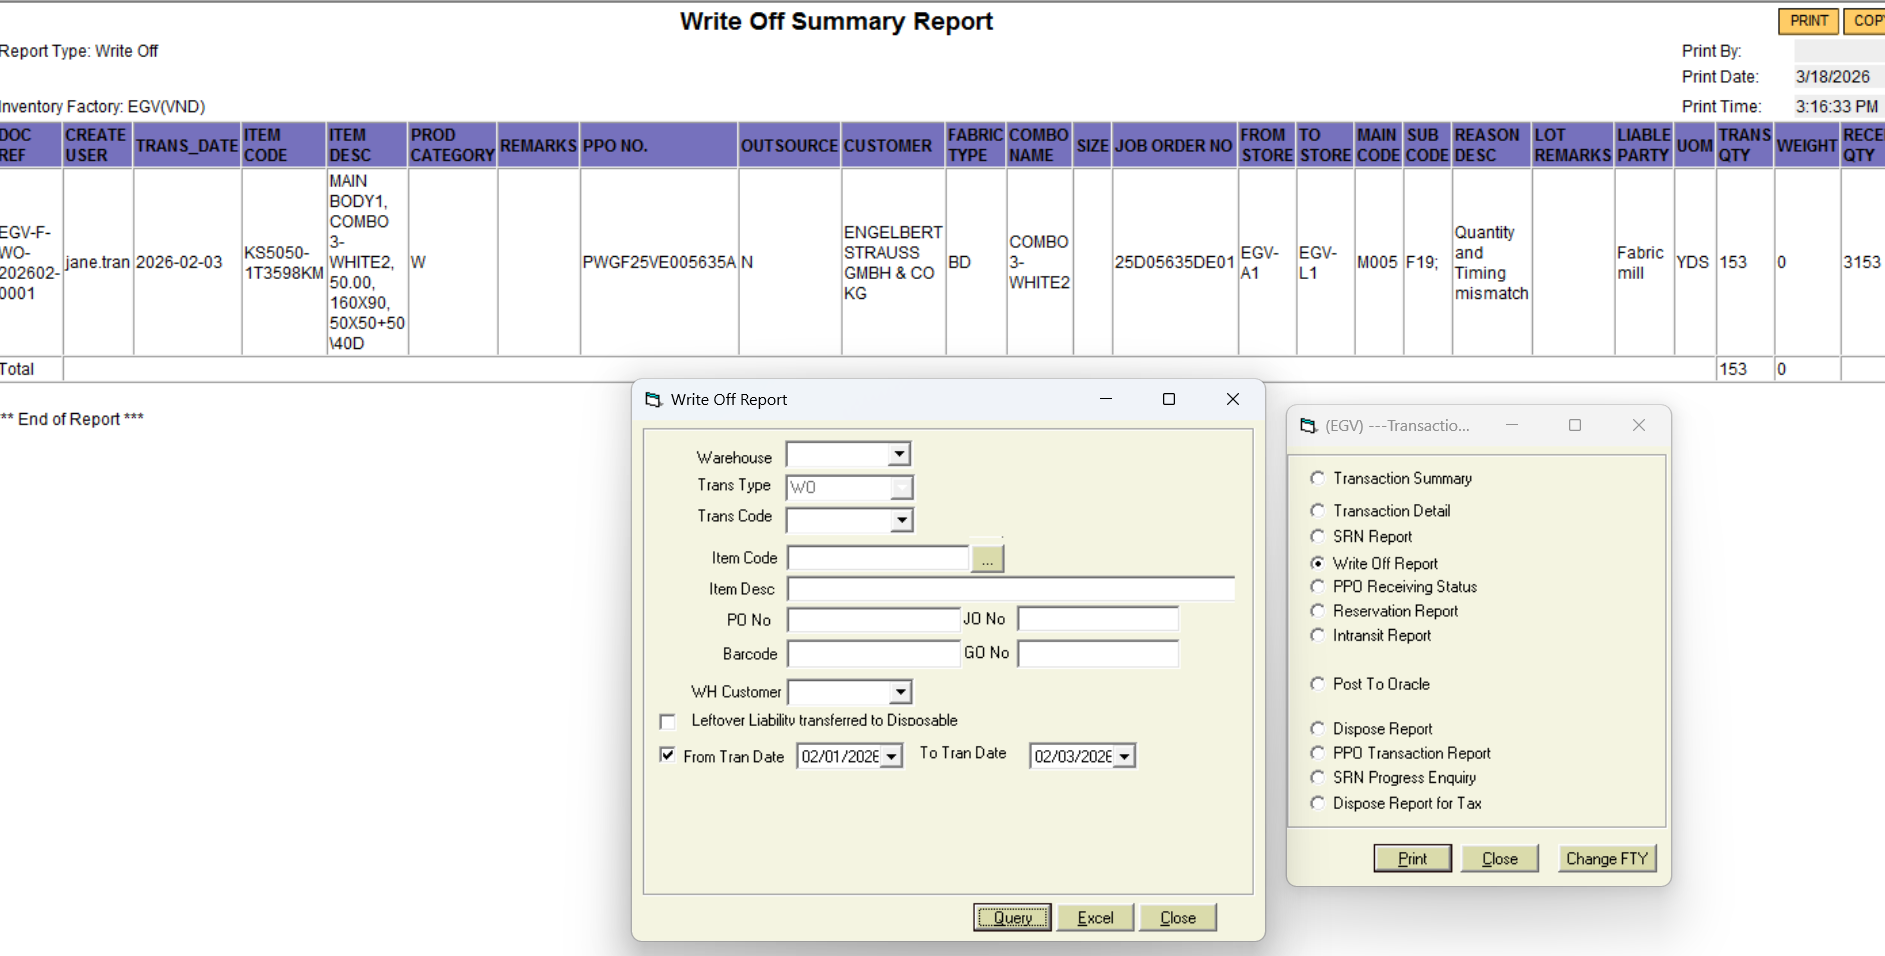 Write Off Summary Report
PRINT
COPY
Report Type: Write Off
Print By:
Print Date: 3/18/2026
Inventory Factory: EGV(VND)
Print Time: 3:16:33 PM
DOC REF
CREATE USER
TRANS_DATE
ITEM CODE
ITEM DESC
PROD CATEGORY
REMARKS
PPO NO.
OUTSOURCE
CUSTOMER
FABRIC TYPE
COMBO NAME
SIZE
JOB ORDER NO
FROM STORE
TO STORE
MAIN CODE
SUB CODE
REASON DESC
LOT REMARKS
LIABLE PARTY
UOM
TRANS QTY
WEIGHT
RECE
QTY
EGV-F-
WO-
202602-
0001
jane.tran
2026-02-03
KS5050-
1T3598KM
MAIN
BODY1,
COMBO
3-
WHITE2,
50.00,
160X90,
50X50+50
\40D
W
PWGF25VE005635A
N
ENGELBERT
STRAUSS
GMBH & CO
KG
BD
COMBO
3-
WHITE2
25D05635DE01
EGV-
A1
EGV-
L1
M005
F19;
Quantity
and
Timing
mismatch
Fabric
mill
YDS
153
0
3153
Total
153
0
** End of Report ***
Write Off Report
Warehouse
Trans Type WO
Trans Code
Item Code ...
Item Desc
PO No
JO No
Barcode
GO No
WH Customer
Leftover Liability transferred to Disposable
From Tran Date 02/01/2026
To Tran Date 02/03/2026
Query
Excel
Close
(EGV) ---Transactio...
Transaction Summary
Transaction Detail
SRN Report
Write Off Report
PPO Receiving Status
Reservation Report
Intransit Report
Post To Oracle
Dispose Report
PPO Transaction Report
SRN Progress Enquiry
Dispose Report for Tax
Print
Close
Change FTY